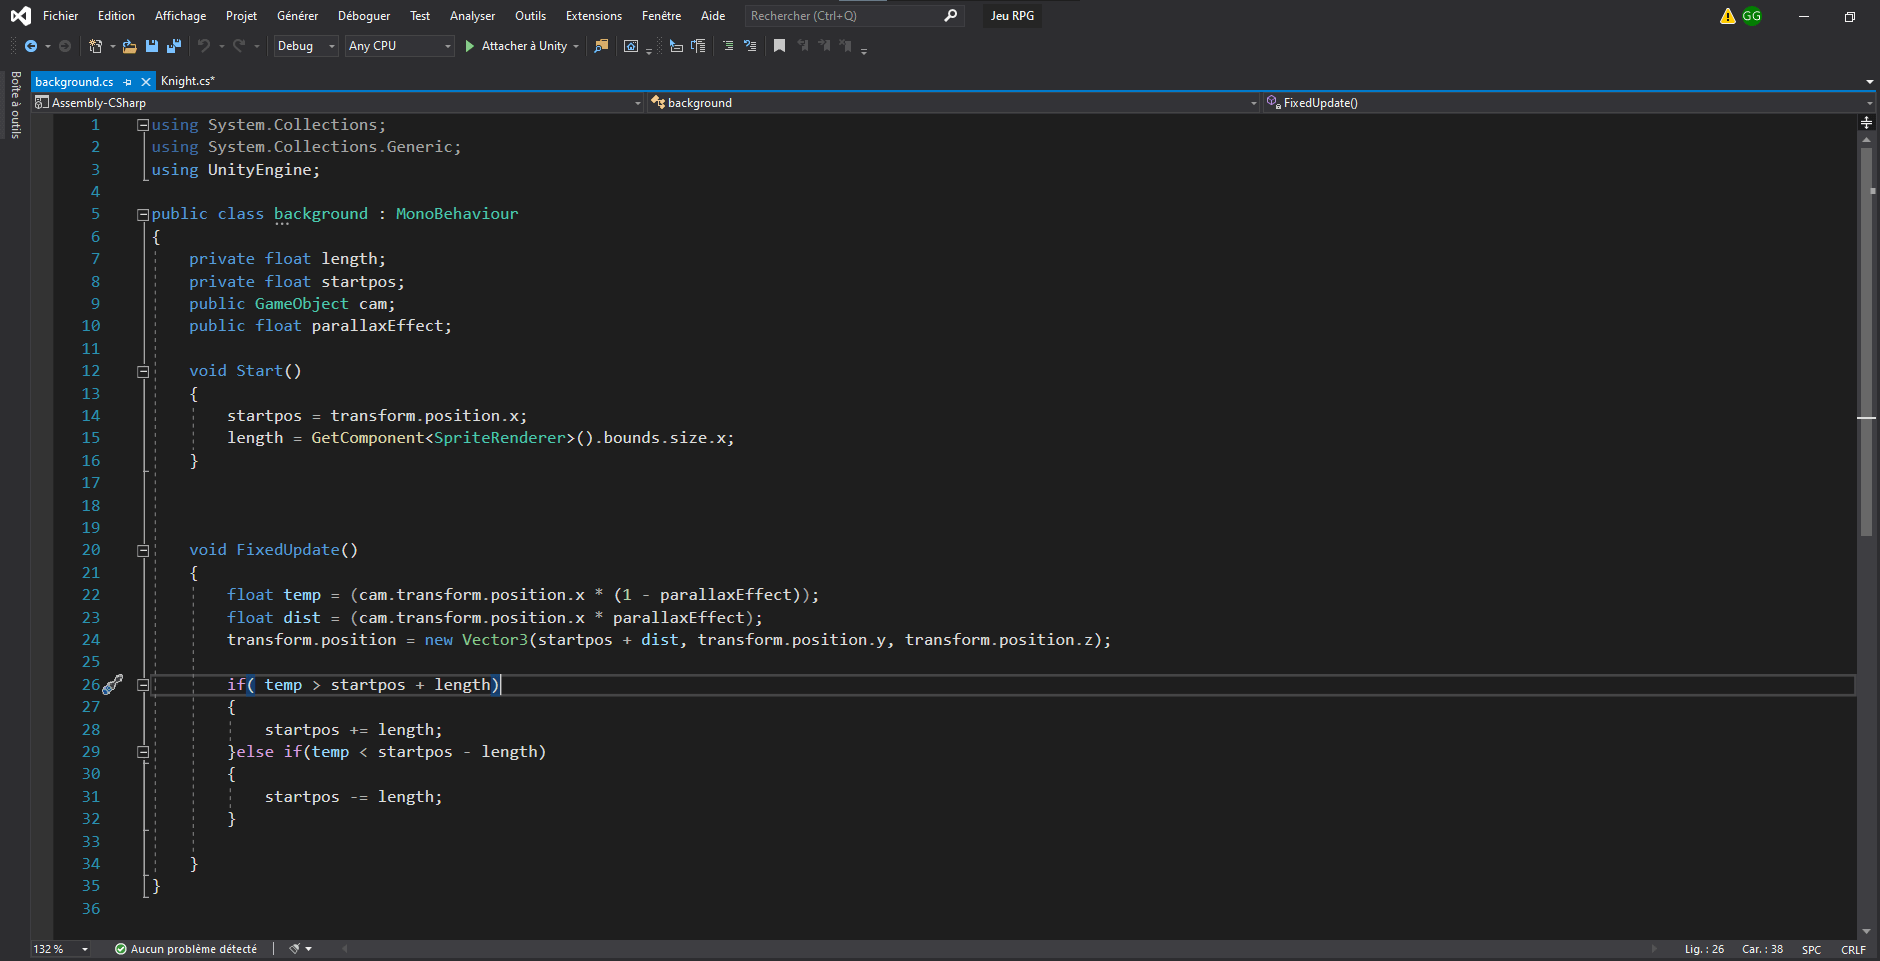 Fichier Edition Affichage Projet Générer Déboguer Test Analyser Outils Extensions Fenêtre Aide Rechercher (Ctrl+Q) Jeu RPG GG
Debug Any CPU Attacher à Unity
Boîte à outils
background.cs Knight.cs*
Assembly-CSharp background FixedUpdate()
1 using System.Collections;
2 using System.Collections.Generic;
3 using UnityEngine;
4
5 public class background : MonoBehaviour
6 {
7 private float length;
8 private float startpos;
9 public GameObject cam;
10 public float parallaxEffect;
11
12 void Start()
13 {
14 startpos = transform.position.x;
15 length = GetComponent<SpriteRenderer>().bounds.size.x;
16 }
17
18
19
20 void FixedUpdate()
21 {
22 float temp = (cam.transform.position.x * (1 - parallaxEffect));
23 float dist = (cam.transform.position.x * parallaxEffect);
24 transform.position = new Vector3(startpos + dist, transform.position.y, transform.position.z);
25
26 if( temp > startpos + length)
27 {
28 startpos += length;
29 }else if(temp < startpos - length)
30 {
31 startpos -= length;
32 }
33
34 }
35 }
36
132 % Aucun problème détecté Lig. : 26 Car. : 38 SPC CRLF